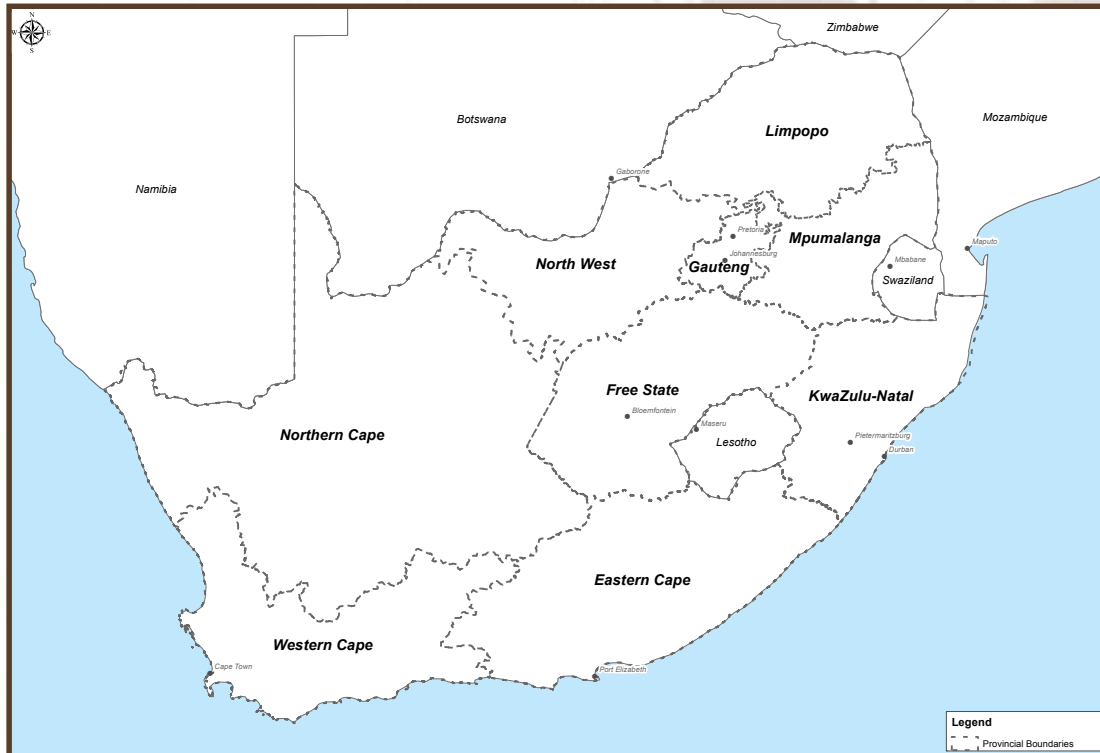 N
W
E
S
Zimbabwe
Mozambique
Botswana
Limpopo
Gaborone
Namibia
Pretoria
Mpumalanga
Maputo
North West
Johannesburg
Gauteng
Mbabane
Swaziland
Free State
KwaZulu-Natal
Bloemfontein
Maseru
Northern Cape
Lesotho
Pietermaritzburg
Durban
Eastern Cape
Western Cape
Cape Town
Port Elizabeth
Legend
Provincial Boundaries